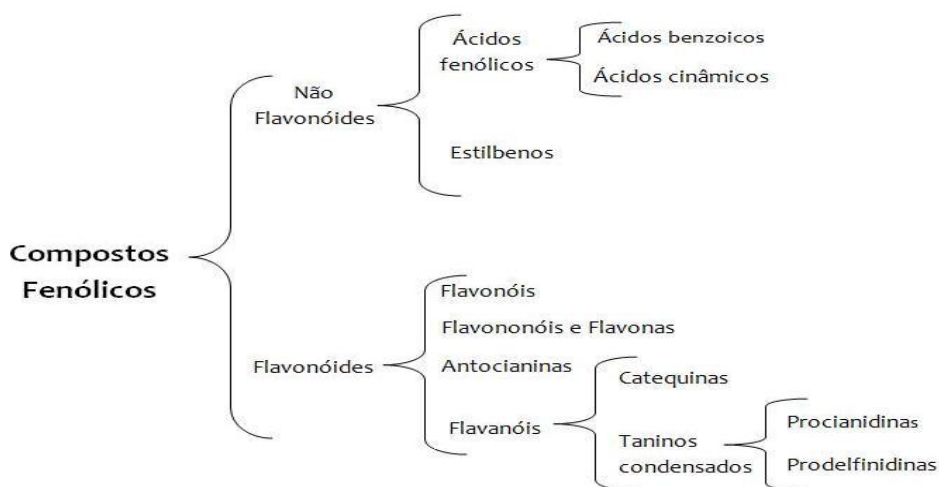 Compostos
Fenólicos
Não
Flavonóides
Ácidos
fenólicos
Ácidos benzoicos
Ácidos cinâmicos
Estilbenos
Flavonóides
Flavonóis
Flavononóis e Flavonas
Antocianinas
Flavanóis
Catequinas
Taninos
condensados
Procianidinas
Prodelfinidinas